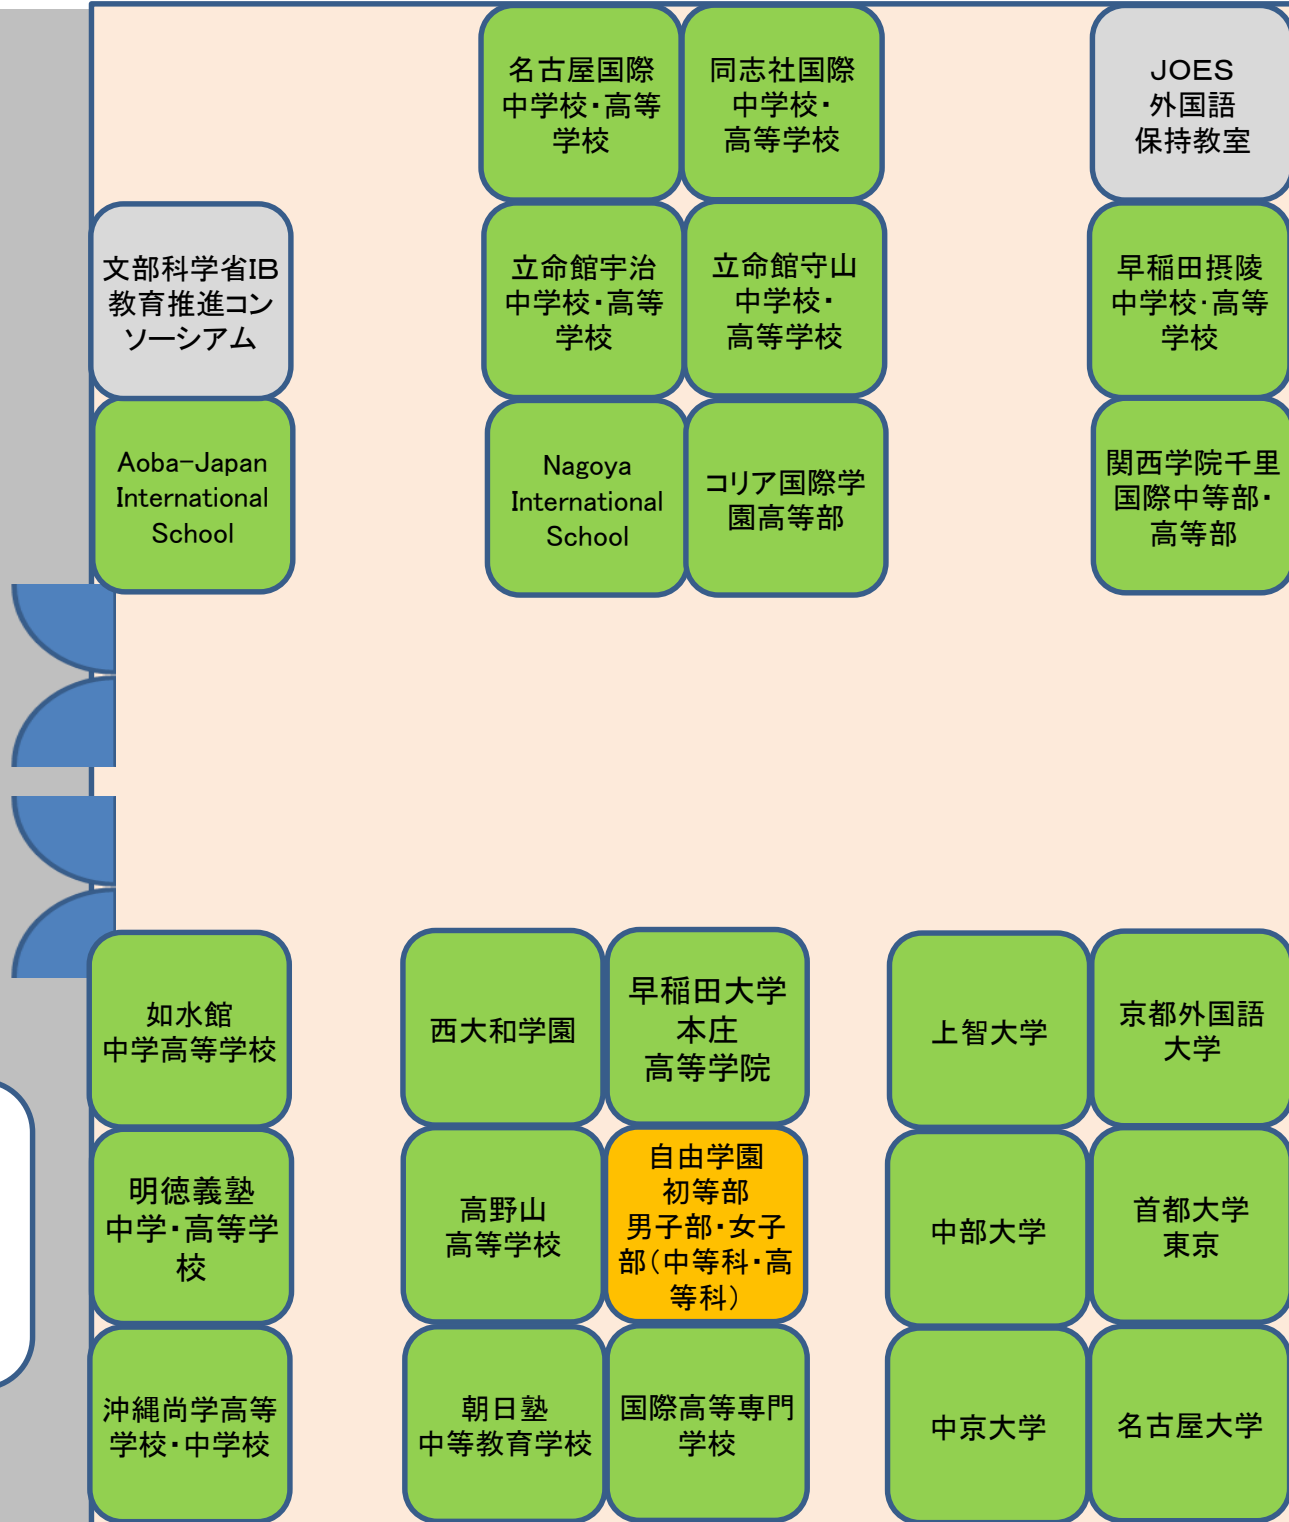 名古屋国際
中学校・高等
学校
同志社国際
中学校・
高等学校
JOES
外国語
保持教室
文部科学省IB
教育推進コン
ソーシアム
立命館宇治
中学校・高等
学校
立命館守山
中学校・
高等学校
早稲田摂陵
中学校・高等
学校
Aoba-Japan
International
School
Nagoya
International
School
コリア国際学
園高等部
関西学院千里
国際中等部・
高等部
如水館
中学高等学校
西大和学園
早稲田大学
本庄
高等学院
上智大学
京都外国語
大学
明徳義塾
中学・高等学
校
高野山
高等学校
自由学園
初等部
男子部・女子
部（中等科・高
等科）
中部大学
首都大学
東京
沖縄尚学高等
学校・中学校
朝日塾
中等教育学校
国際高等専門
学校
中京大学
名古屋大学